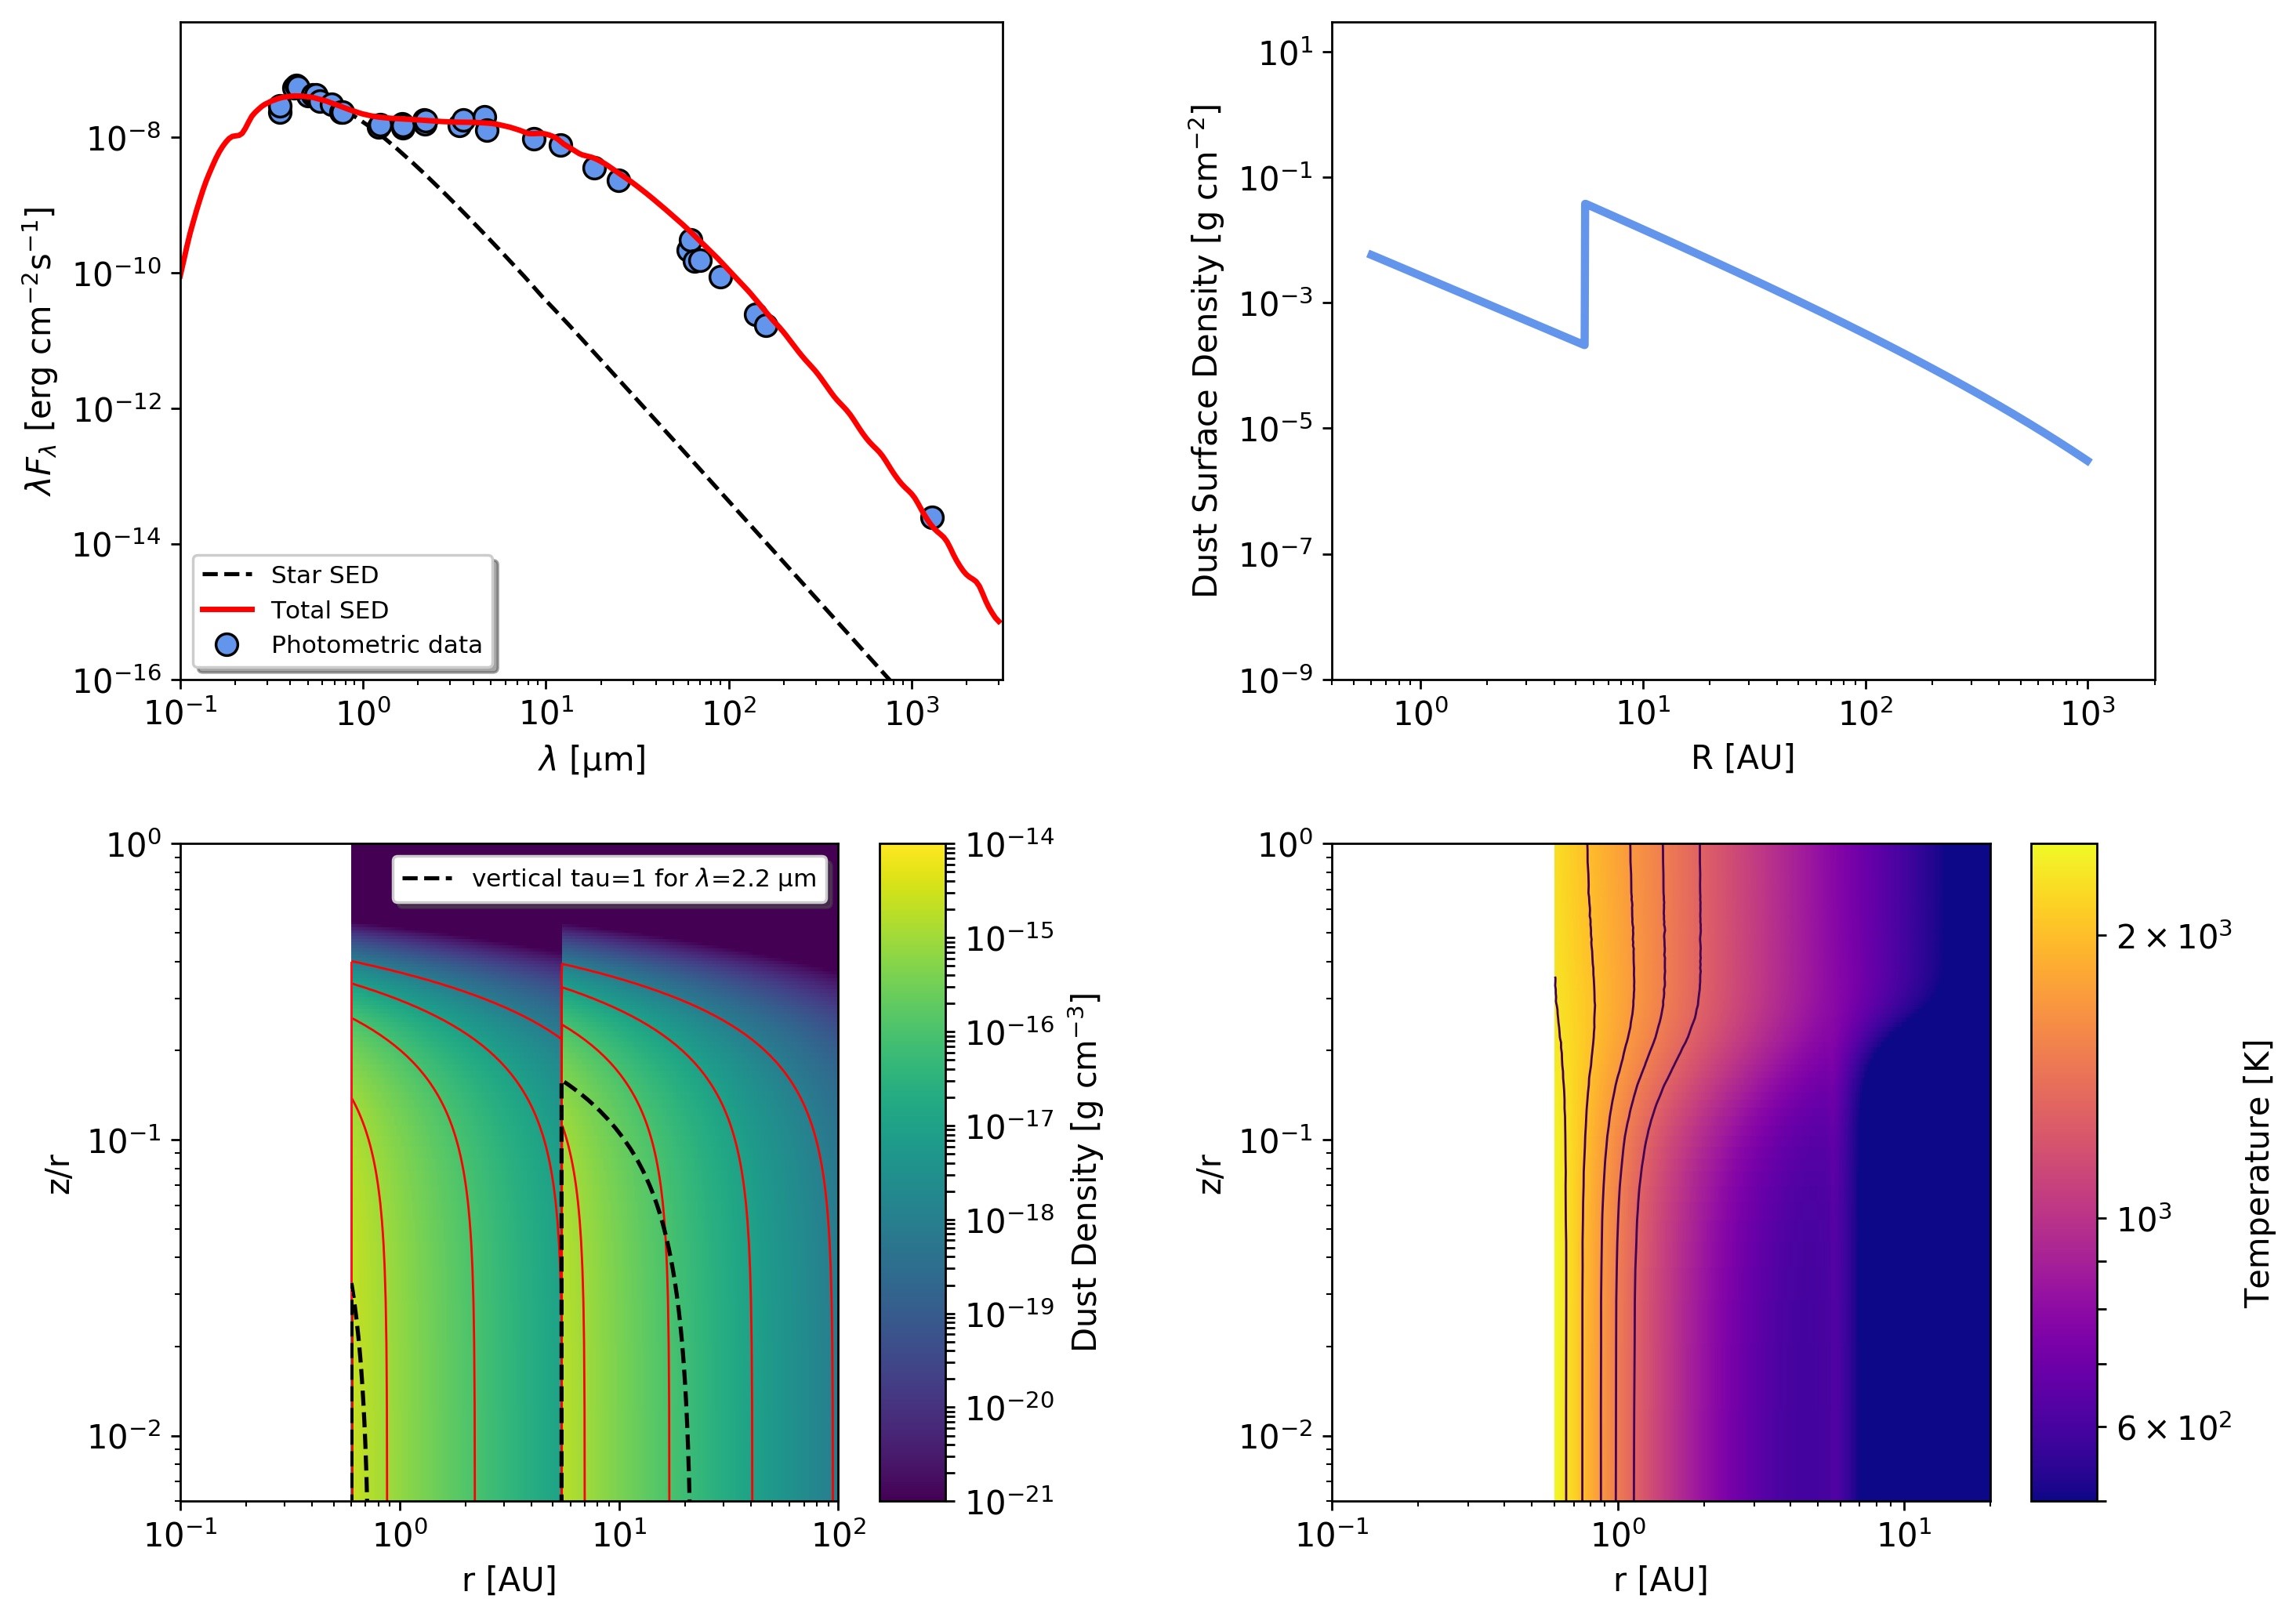 λF_λ [erg cm⁻²s⁻¹]
10⁻⁸
10⁻¹⁰
10⁻¹²
10⁻¹⁴
10⁻¹⁶
Star SED
Total SED
Photometric data
10⁻¹ 10⁰ 10¹ 10² 10³
λ [µm]
Dust Surface Density [g cm⁻²]
10¹
10⁻¹
10⁻³
10⁻⁵
10⁻⁷
10⁻⁹
10⁰ 10¹ 10² 10³
R [AU]
z/r
10⁰
10⁻¹
10⁻²
vertical tau=1 for λ=2.2 µm
10⁻¹ 10⁰ 10¹ 10²
r [AU]
10⁻¹⁴
10⁻¹⁵
10⁻¹⁶
10⁻¹⁷
10⁻¹⁸
10⁻¹⁹
10⁻²⁰
10⁻²¹
Dust Density [g cm⁻³]
z/r
10⁰
10⁻¹
10⁻²
10⁻¹ 10⁰ 10¹
r [AU]
2 × 10³
10³
6 × 10²
Temperature [K]